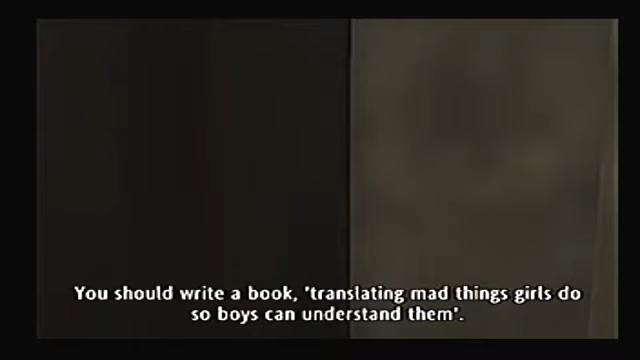 You should write a book, 'translating mad things girls do
so boys can understand them'.